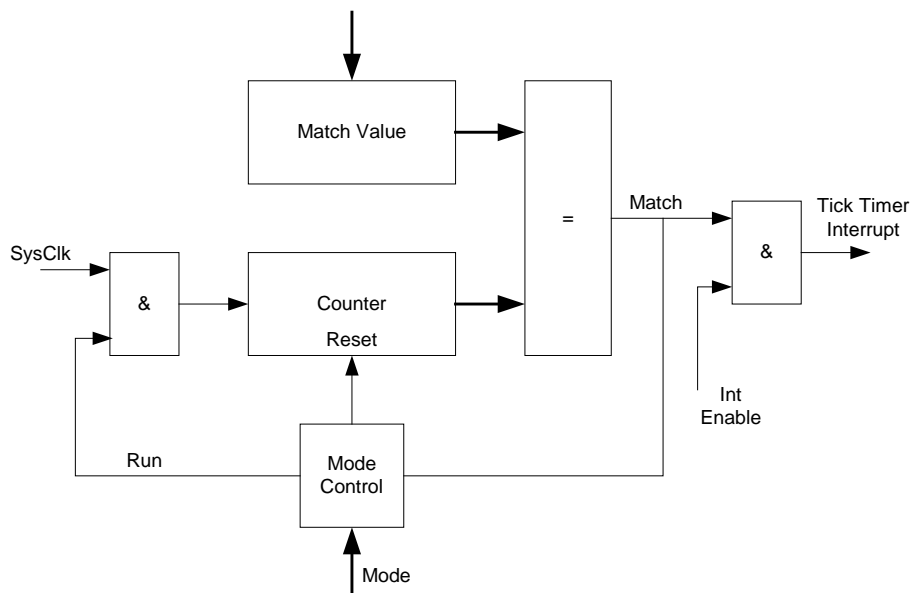 Match Value
Match
=
Tick Timer
Interrupt
SysClk
&
&
Counter
Reset
Int
Enable
Run
Mode
Control
Mode